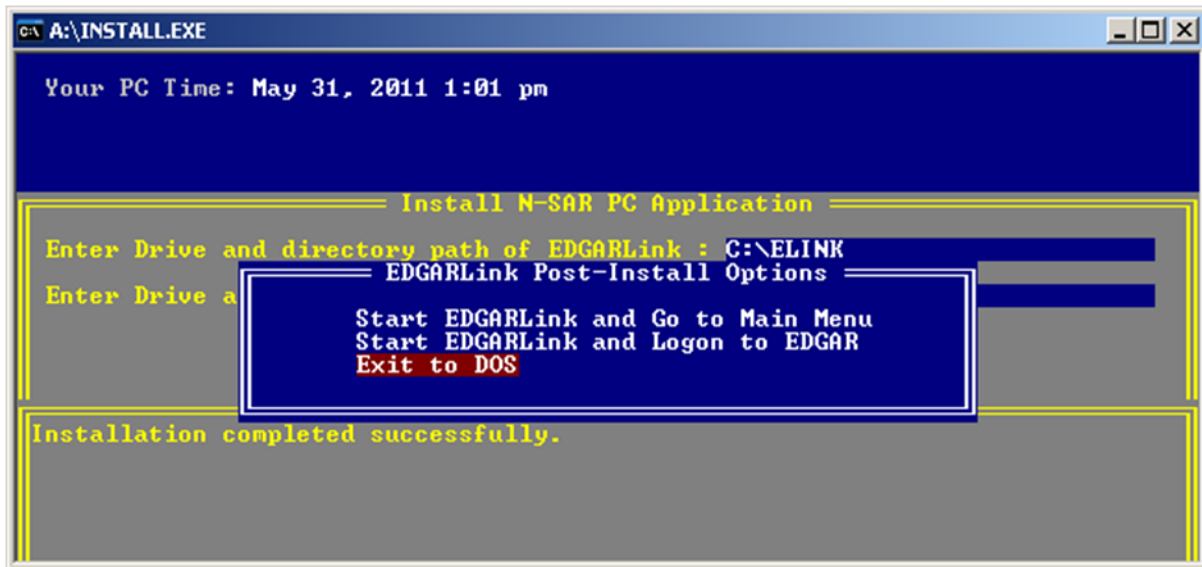 A:\INSTALL.EXE
Your PC Time: May 31, 2011 1:01 pm
Install N-SAR PC Application
Enter Drive and directory path of EDGARLink : C:\ELINK
EDGARLink Post-Install Options
Enter Drive a
Start EDGARLink and Go to Main Menu
Start EDGARLink and Logon to EDGAR
Exit to DOS
Installation completed successfully.